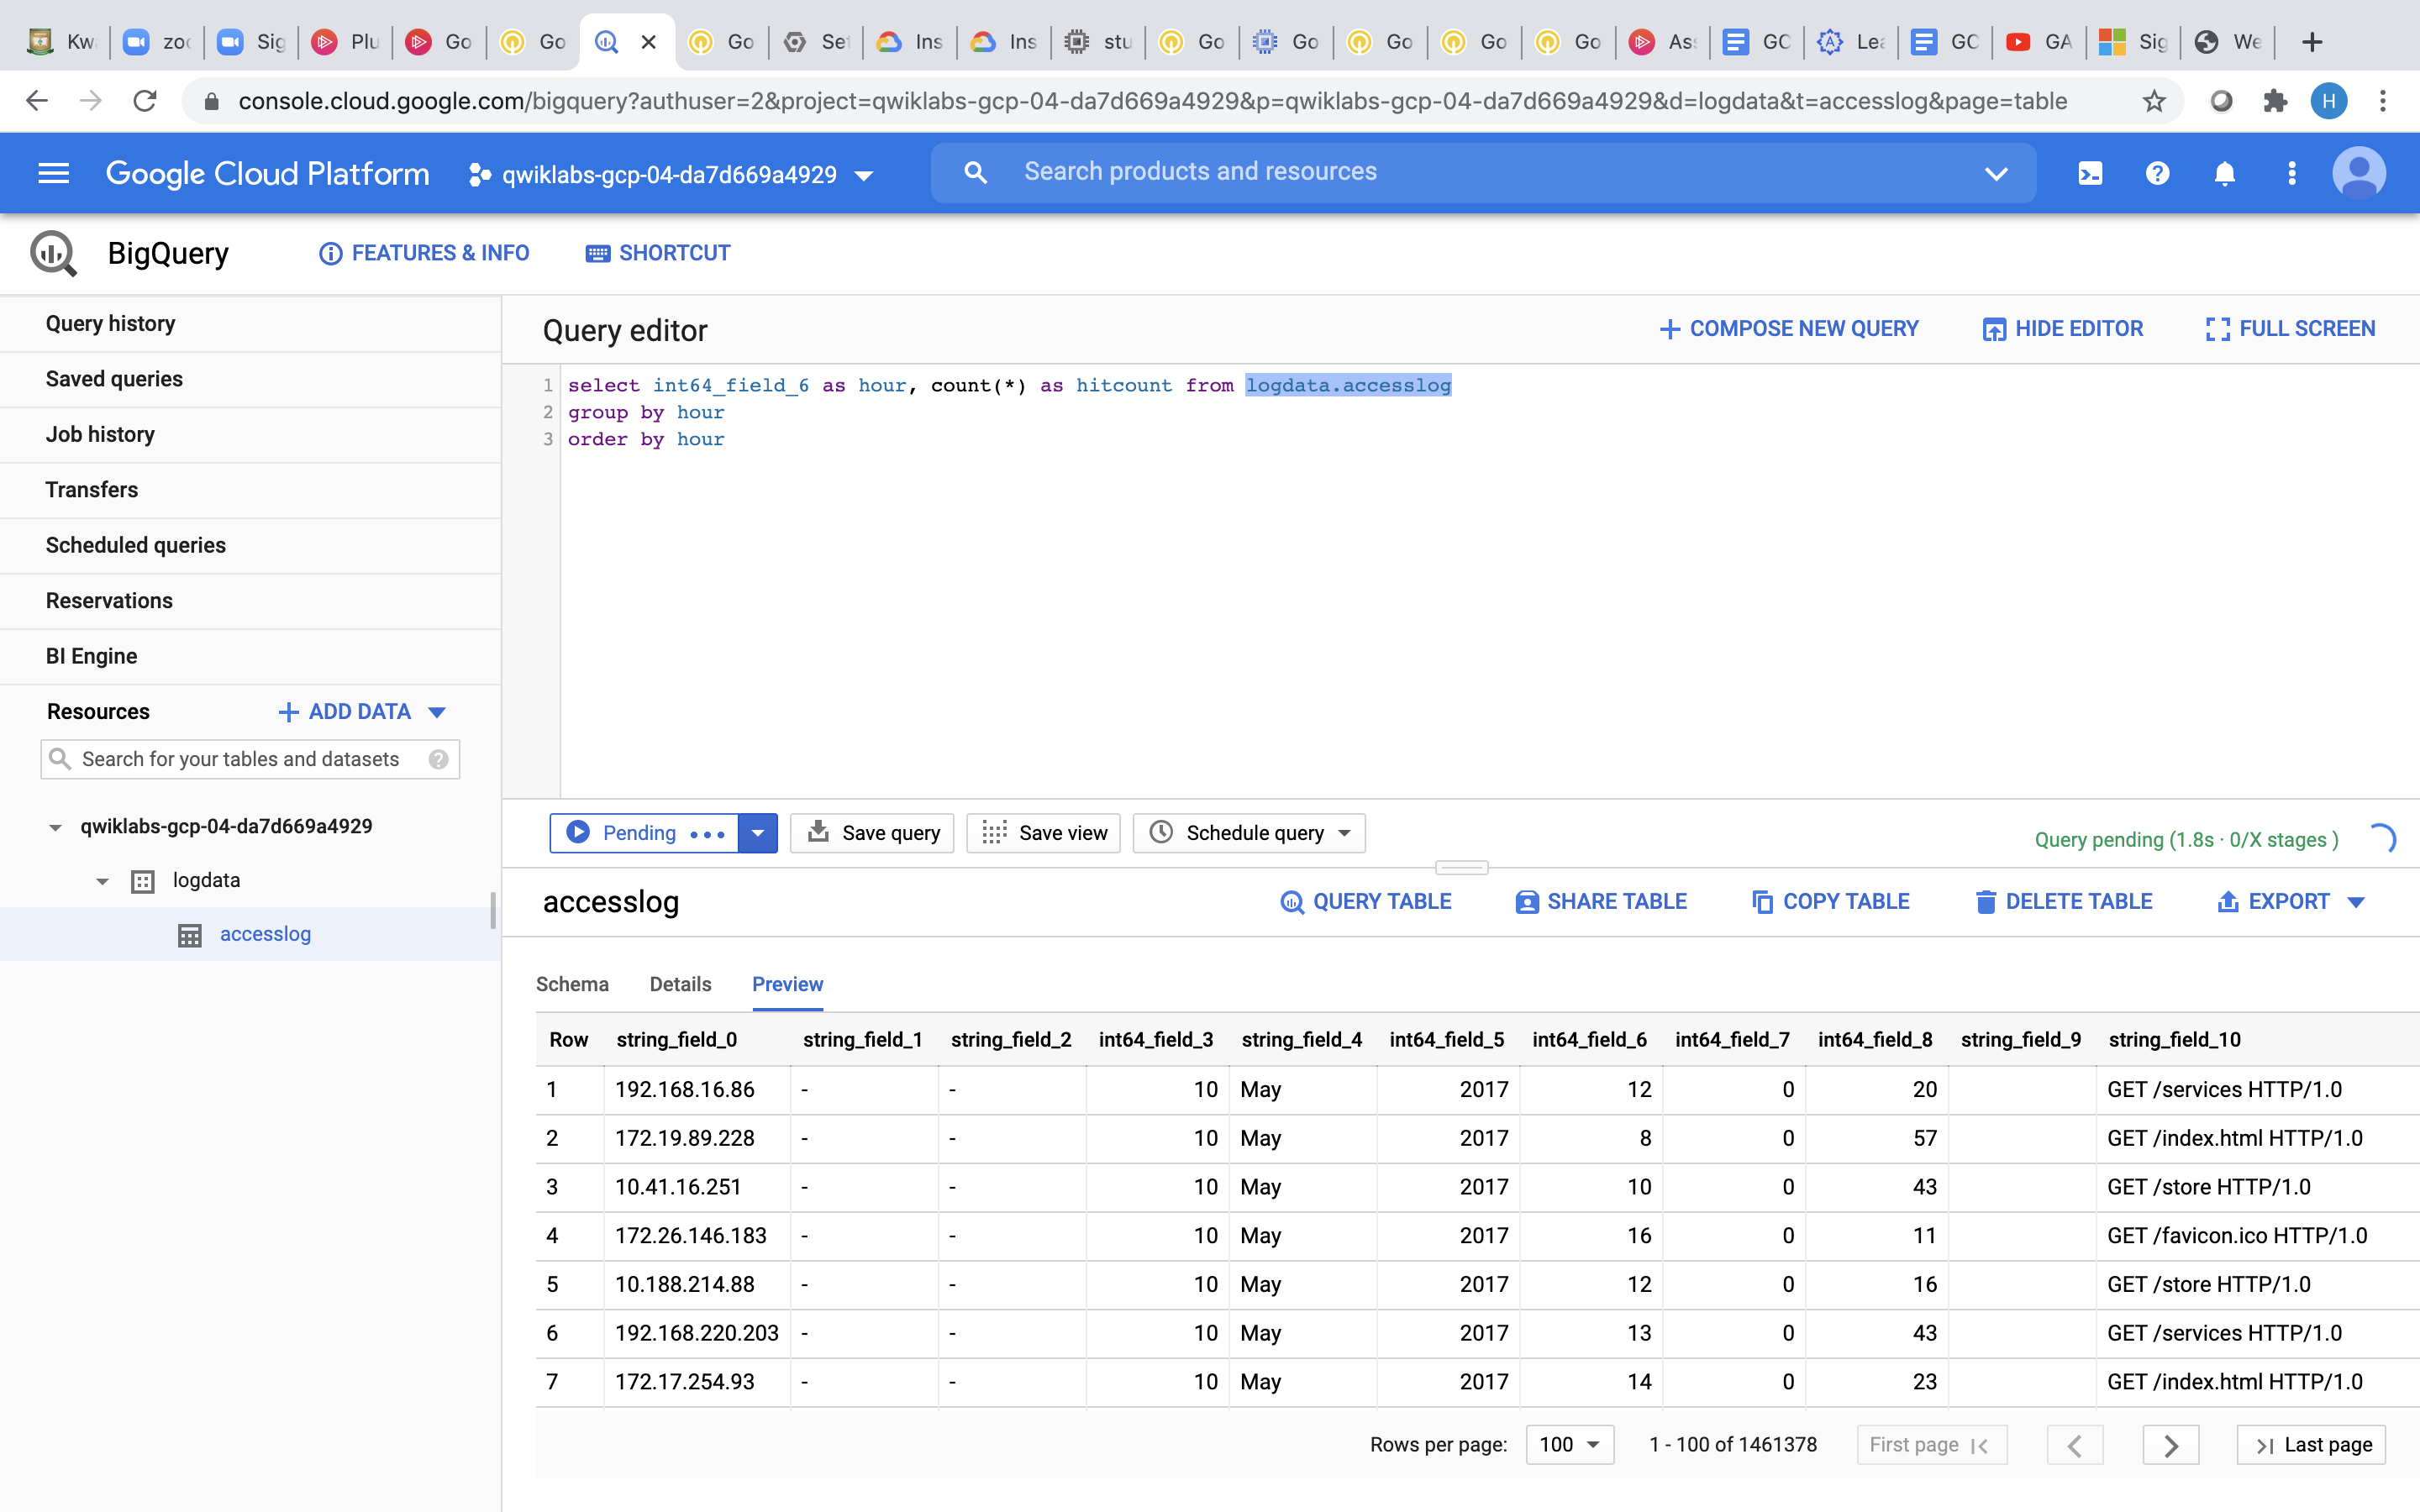 Kw zoc Sig Plu Go Go Go Set Ins Ins stu Go Go Go Go Go Ass GC Lea GC GA Sig We
console.cloud.google.com/bigquery?authuser=2&project=qwiklabs-gcp-04-da7d669a4929&p=qwiklabs-gcp-04-da7d669a4929&d=logdata&t=accesslog&page=table
H
Google Cloud Platform qwiklabs-gcp-04-da7d669a4929 Search products and resources
BigQuery FEATURES & INFO SHORTCUT
Query history
Saved queries
Job history
Transfers
Scheduled queries
Reservations
BI Engine
Resources + ADD DATA
Search for your tables and datasets
qwiklabs-gcp-04-da7d669a4929
logdata
accesslog
Query editor + COMPOSE NEW QUERY HIDE EDITOR FULL SCREEN
1 select int64_field_6 as hour, count(*) as hitcount from logdata.accesslog
2 group by hour
3 order by hour
Pending Save query Save view Schedule query Query pending (1.8s · 0/X stages )
accesslog QUERY TABLE SHARE TABLE COPY TABLE DELETE TABLE EXPORT
Schema Details Preview
Row string_field_0 string_field_1 string_field_2 int64_field_3 string_field_4 int64_field_5 int64_field_6 int64_field_7 int64_field_8 string_field_9 string_field_10
1 192.168.16.86 - - 10 May 2017 12 0 20 GET /services HTTP/1.0
2 172.19.89.228 - - 10 May 2017 8 0 57 GET /index.html HTTP/1.0
3 10.41.16.251 - - 10 May 2017 10 0 43 GET /store HTTP/1.0
4 172.26.146.183 - - 10 May 2017 16 0 11 GET /favicon.ico HTTP/1.0
5 10.188.214.88 - - 10 May 2017 12 0 16 GET /store HTTP/1.0
6 192.168.220.203 - - 10 May 2017 13 0 43 GET /services HTTP/1.0
7 172.17.254.93 - - 10 May 2017 14 0 23 GET /index.html HTTP/1.0
Rows per page: 100 1 - 100 of 1461378 First page Last page